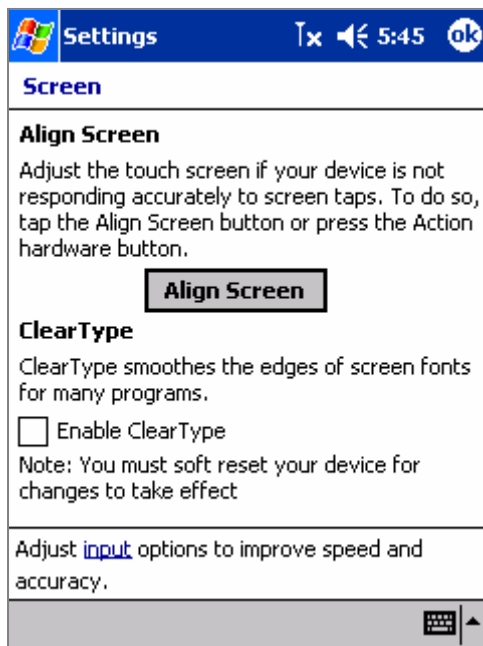 Settings 5:45 ok
Screen
Align Screen
Adjust the touch screen if your device is not
responding accurately to screen taps. To do so,
tap the Align Screen button or press the Action
hardware button.
Align Screen
ClearType
ClearType smoothes the edges of screen fonts
for many programs.
Enable ClearType
Note: You must soft reset your device for
changes to take effect
Adjust input options to improve speed and
accuracy.